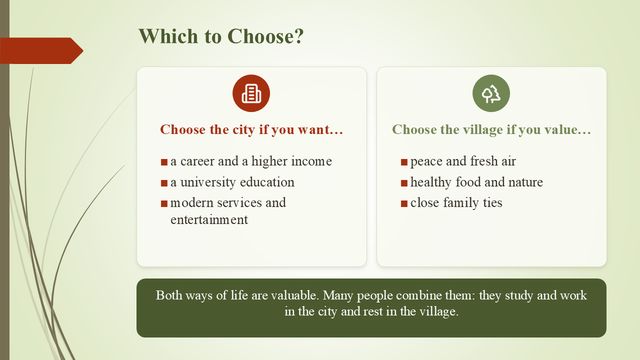 Which to Choose?
Choose the city if you want…
a career and a higher income
a university education
modern services and
entertainment
Choose the village if you value…
peace and fresh air
healthy food and nature
close family ties
Both ways of life are valuable. Many people combine them: they study and work
in the city and rest in the village.